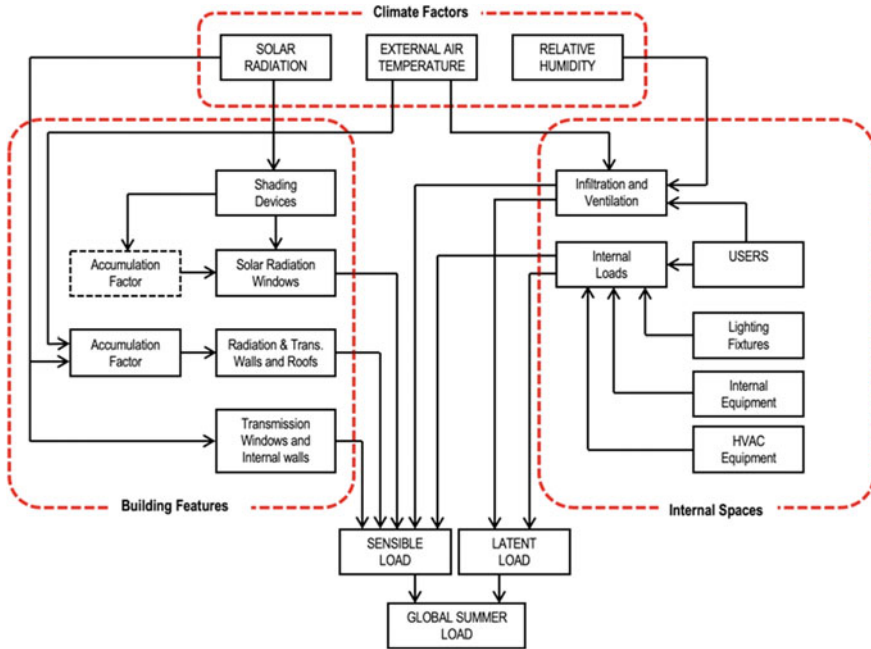 Climate Factors
SOLAR
RADIATION
EXTERNAL AIR
TEMPERATURE
RELATIVE
HUMIDITY
Shading
Devices
Accumulation
Factor
Solar Radiation
Windows
Accumulation
Factor
Radiation & Trans.
Walls and Roofs
Transmission
Windows and
Internal walls
Building Features
Infiltration and
Ventilation
Internal
Loads
USERS
Lighting
Fixtures
Internal
Equipment
HVAC
Equipment
Internal Spaces
SENSIBLE
LOAD
LATENT
LOAD
GLOBAL SUMMER
LOAD